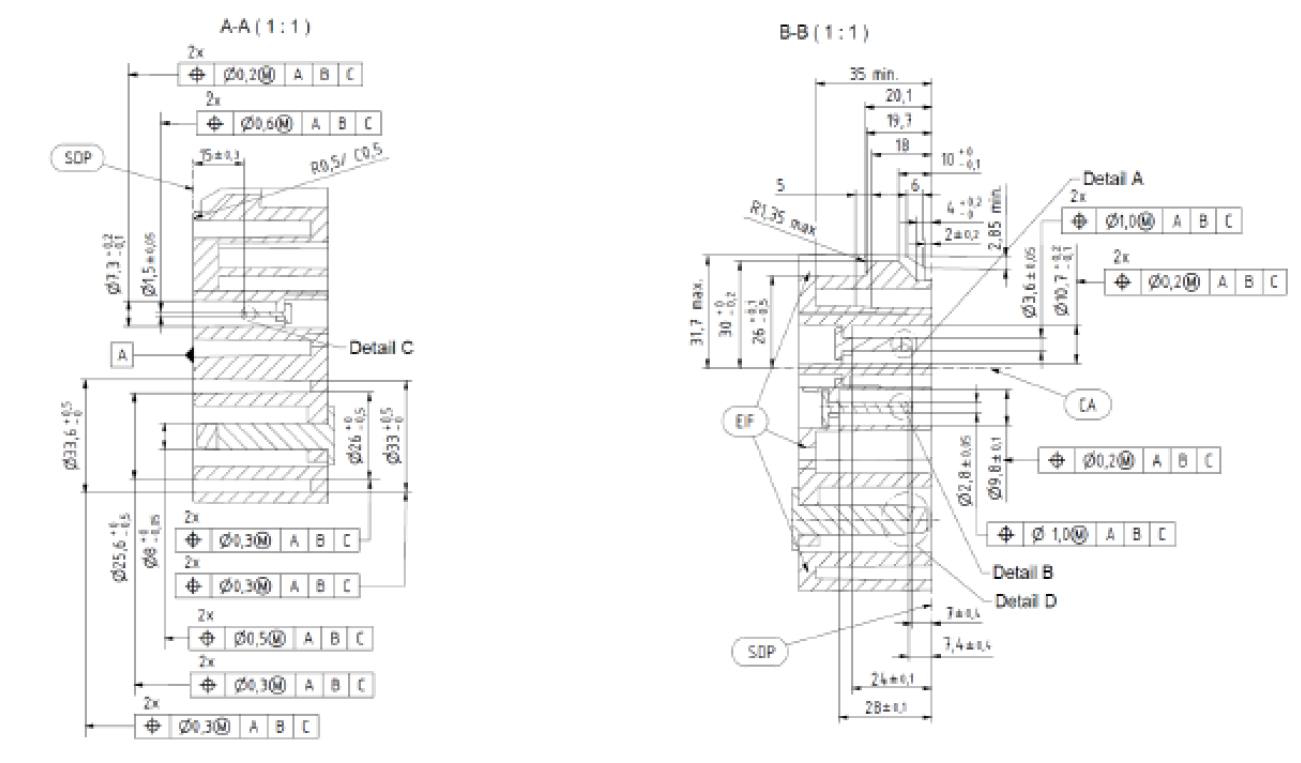 A-A ( 1 : 1 )
2x
⌖ Ø0,2Ⓜ A B C
2x
⌖ Ø0,6Ⓜ A B C
SDP
15±0,3
R0,5/ C0,5
Ø7,3 +0,2 -0,1
Ø1,5±0,05
Detail C
A
Ø33,6 +0,5 -0
Ø25,6 +0 -0,5
Ø8 +0 -0,05
Ø26 +0 -0,5
Ø33 +0,5 -0
2x
⌖ Ø0,3Ⓜ A B C
2x
⌖ Ø0,3Ⓜ A B C
2x
⌖ Ø0,5Ⓜ A B C
2x
⌖ Ø0,3Ⓜ A B C
2x
⌖ Ø0,3Ⓜ A B C
B-B ( 1 : 1 )
35 min.
20,1
19,7
18
10 +0 -0,1
5
6
R1,35 max
4 +0,2 -0
2±0,2
2,85 min.
Detail A
2x
⌖ Ø1,0Ⓜ A B C
2x
⌖ Ø0,2Ⓜ A B C
Ø3,6±0,05
Ø10,7 +0,2 -0,1
31,7 max.
30 +0 -0,2
26 +0,1 -0,5
CA
EIF
Ø2,8±0,05
Ø9,8±0,1
⌖ Ø0,2Ⓜ A B C
⌖ Ø 1,0Ⓜ A B C
Detail B
Detail D
SDP
7±0,4
7,4±0,4
24±0,1
28±0,1